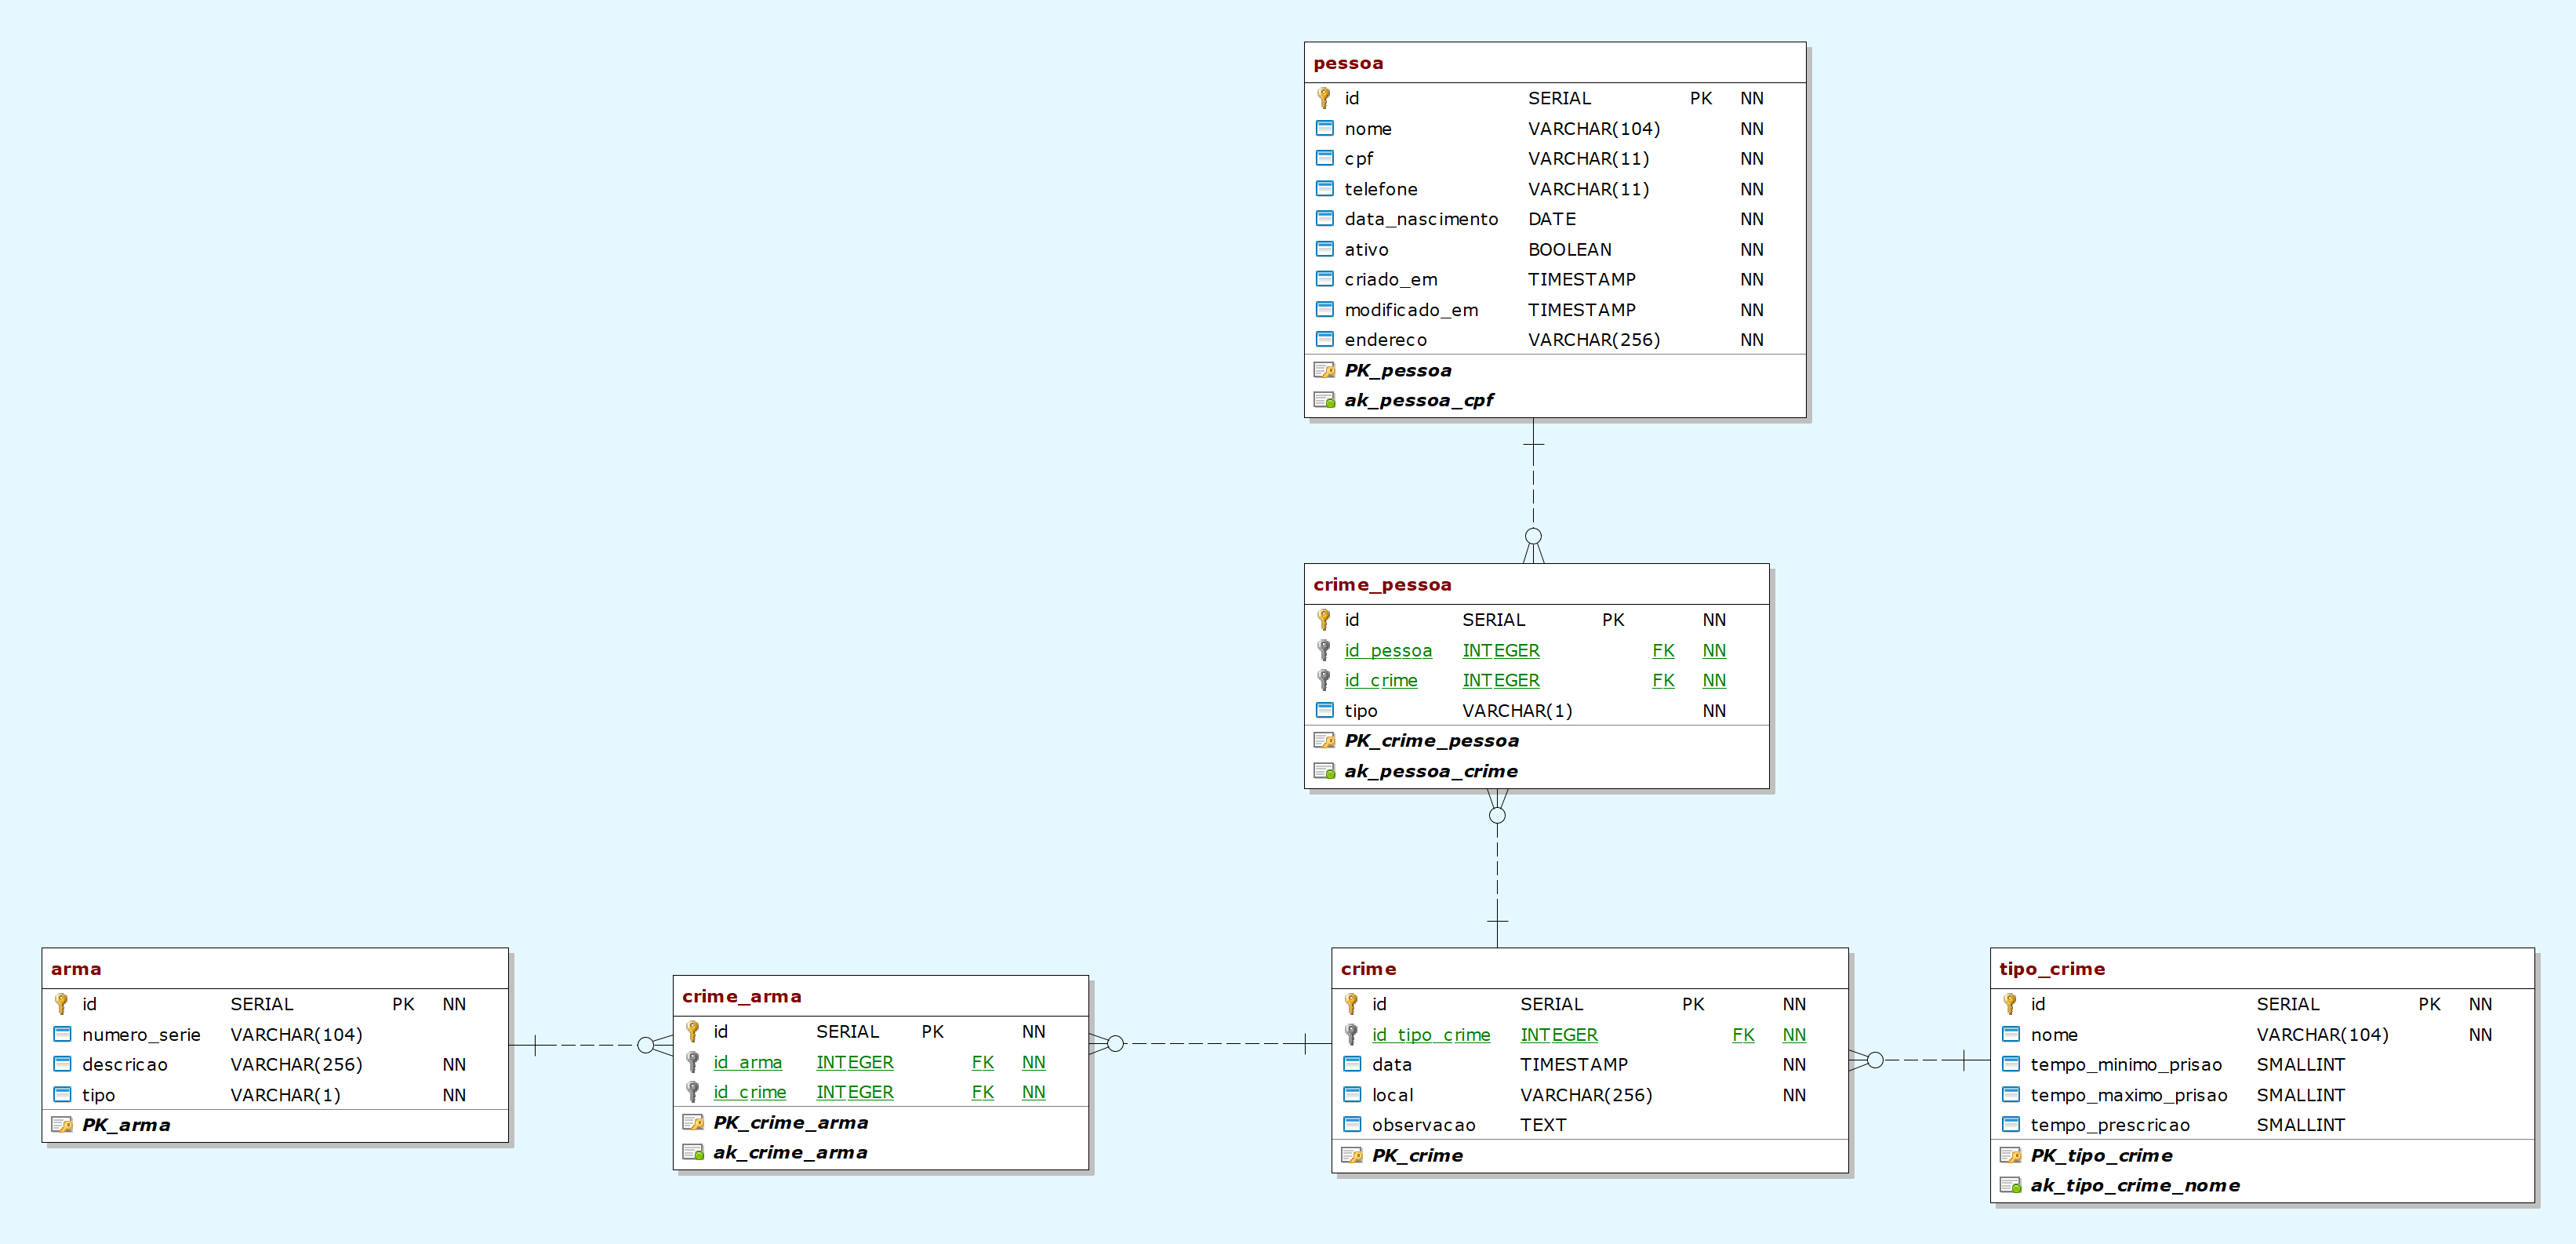 pessoa
id SERIAL PK NN
nome VARCHAR(104) NN
cpf VARCHAR(11) NN
telefone VARCHAR(11) NN
data_nascimento DATE NN
ativo BOOLEAN NN
criado_em TIMESTAMP NN
modificado_em TIMESTAMP NN
endereco VARCHAR(256) NN
PK_pessoa
ak_pessoa_cpf
crime_pessoa
id SERIAL PK NN
id_pessoa INTEGER FK NN
id_crime INTEGER FK NN
tipo VARCHAR(1) NN
PK_crime_pessoa
ak_pessoa_crime
arma
id SERIAL PK NN
numero_serie VARCHAR(104)
descricao VARCHAR(256) NN
tipo VARCHAR(1) NN
PK_arma
crime_arma
id SERIAL PK NN
id_arma INTEGER FK NN
id_crime INTEGER FK NN
PK_crime_arma
ak_crime_arma
crime
id SERIAL PK NN
id_tipo_crime INTEGER FK NN
data TIMESTAMP NN
local VARCHAR(256) NN
observacao TEXT
PK_crime
tipo_crime
id SERIAL PK NN
nome VARCHAR(104) NN
tempo_minimo_prisao SMALLINT
tempo_maximo_prisao SMALLINT
tempo_prescricao SMALLINT
PK_tipo_crime
ak_tipo_crime_nome